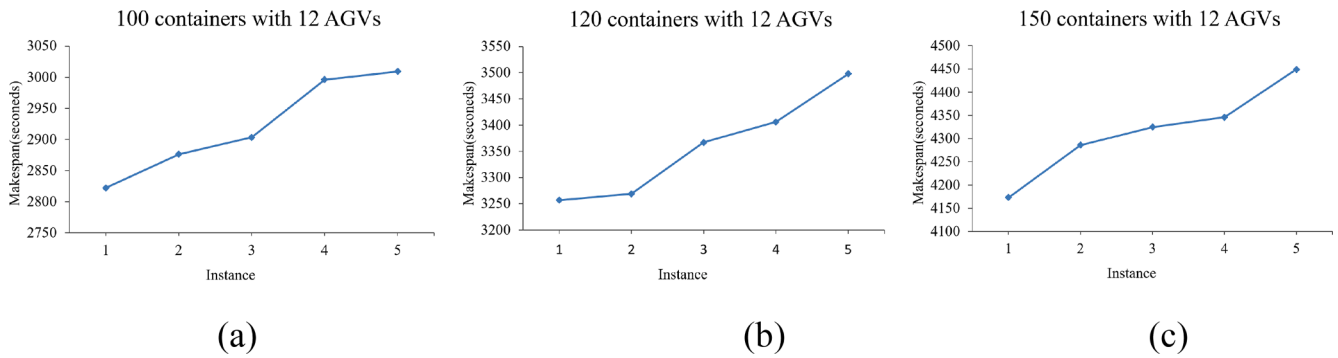 100 containers with 12 AGVs
3050
3000
2950
2900
2850
2800
2750
Makespan(seconeds)
1 2 3 4 5
Instance
(a)
120 containers with 12 AGVs
3550
3500
3450
3400
3350
3300
3250
3200
Makespan(seconeds)
1 2 3 4 5
Instance
(b)
150 containers with 12 AGVs
4500
4450
4400
4350
4300
4250
4200
4150
4100
Makespan(seconeds)
1 2 3 4 5
Instance
(c)